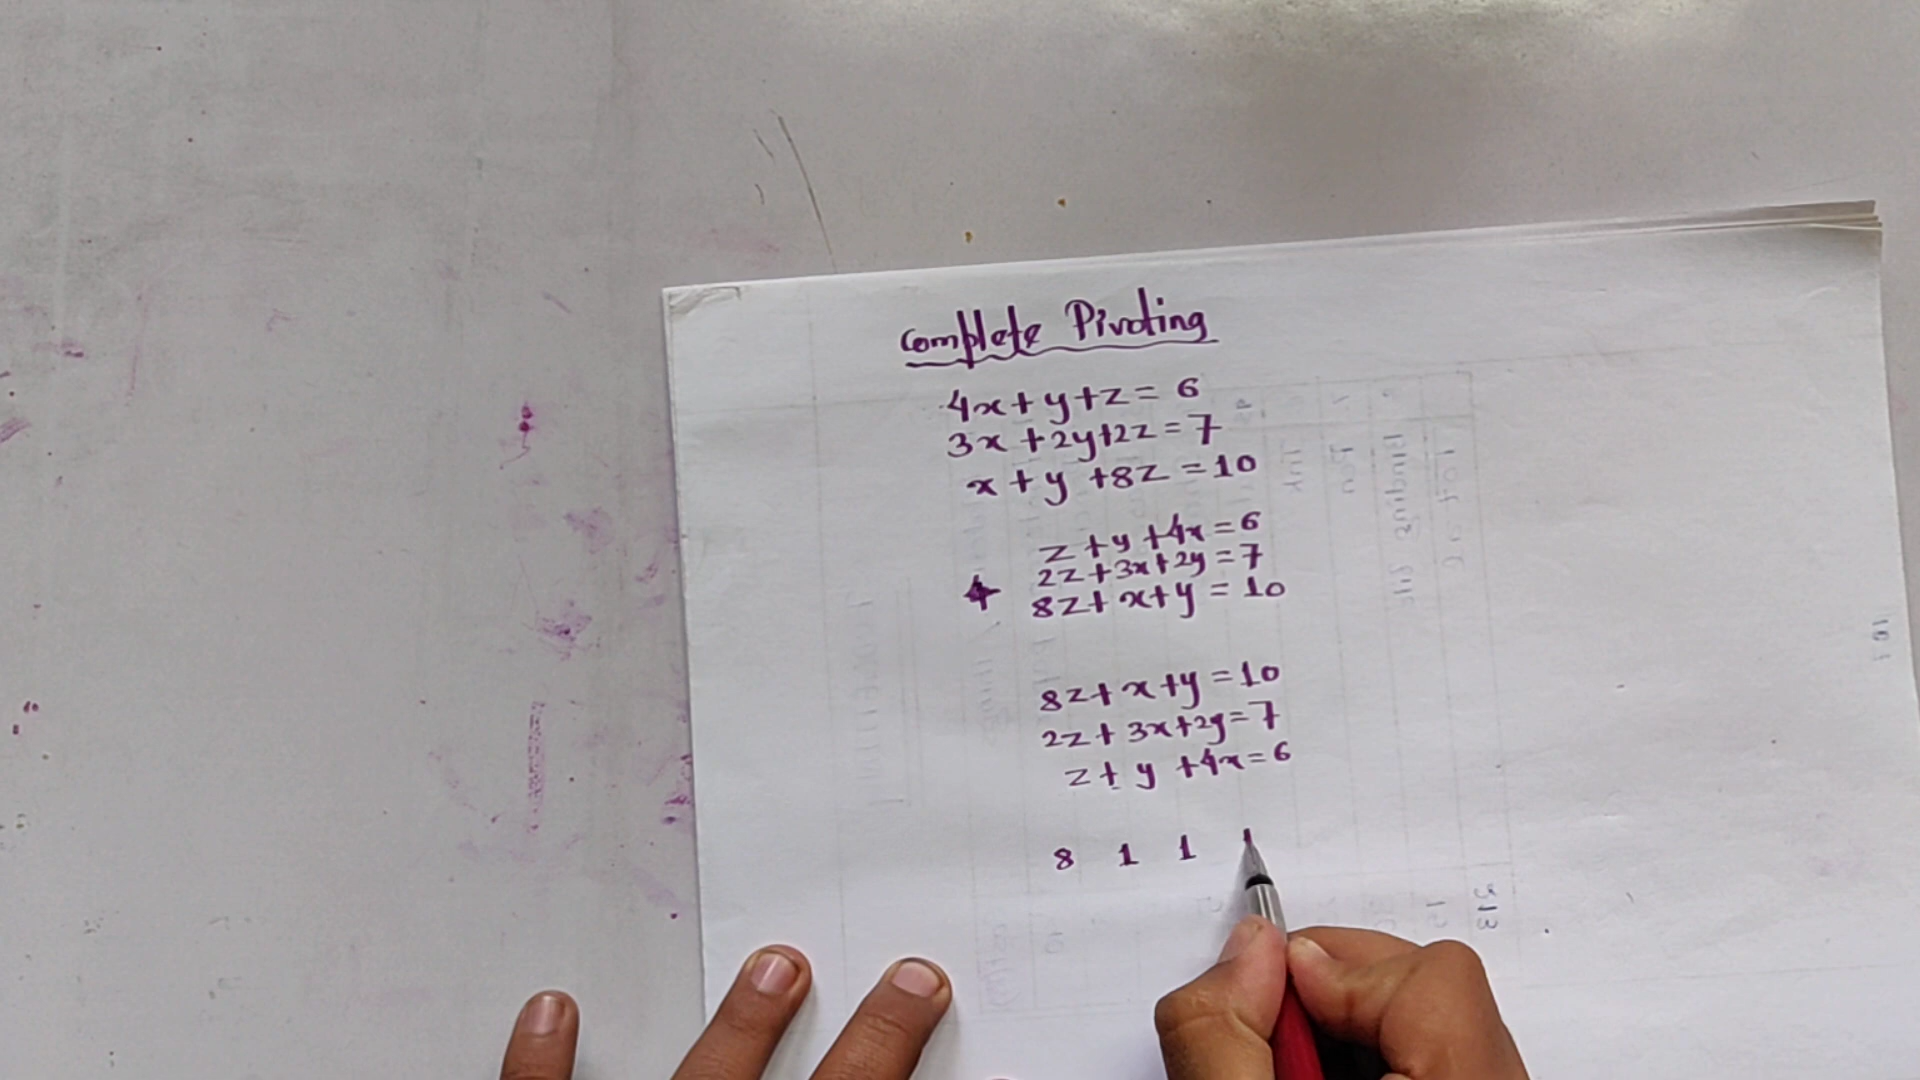 Complete Pivoting
4x+y+z=6
3x+2y+2z=7
x+y+8z=10
z+y+4x=6
2z+3x+2y=7
8z+x+y=10
8z+x+y=10
2z+3x+2y=7
z+y+4x=6
8 1 1